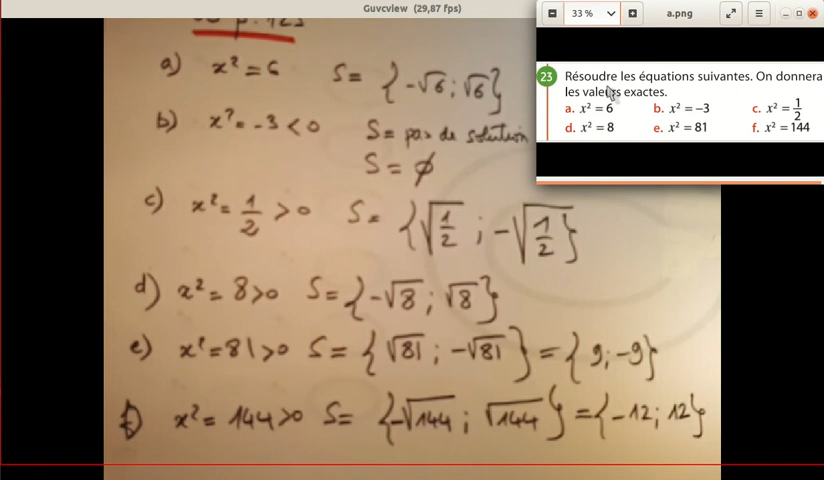 Guvcview (29,87 fps)
33 %
a.png
23 Résoudre les équations suivantes. On donnera
les valeurs exactes.
a. x² = 6 b. x² = −3 c. x² = 1/2
d. x² = 8 e. x² = 81 f. x² = 144
p. 123
a) x² = 6 S = {-√6 ; √6}
b) x² = -3 < 0 S = pas de solution
S = ∅
c) x² = 1/2 > 0 S = {√(1/2) ; -√(1/2)}
d) x² = 8 > 0 S = {-√8 ; √8}
e) x² = 81 > 0 S = {√81 ; -√81} = {9 ; -9}
f) x² = 144 > 0 S = {-√144 ; √144} = {-12 ; 12}